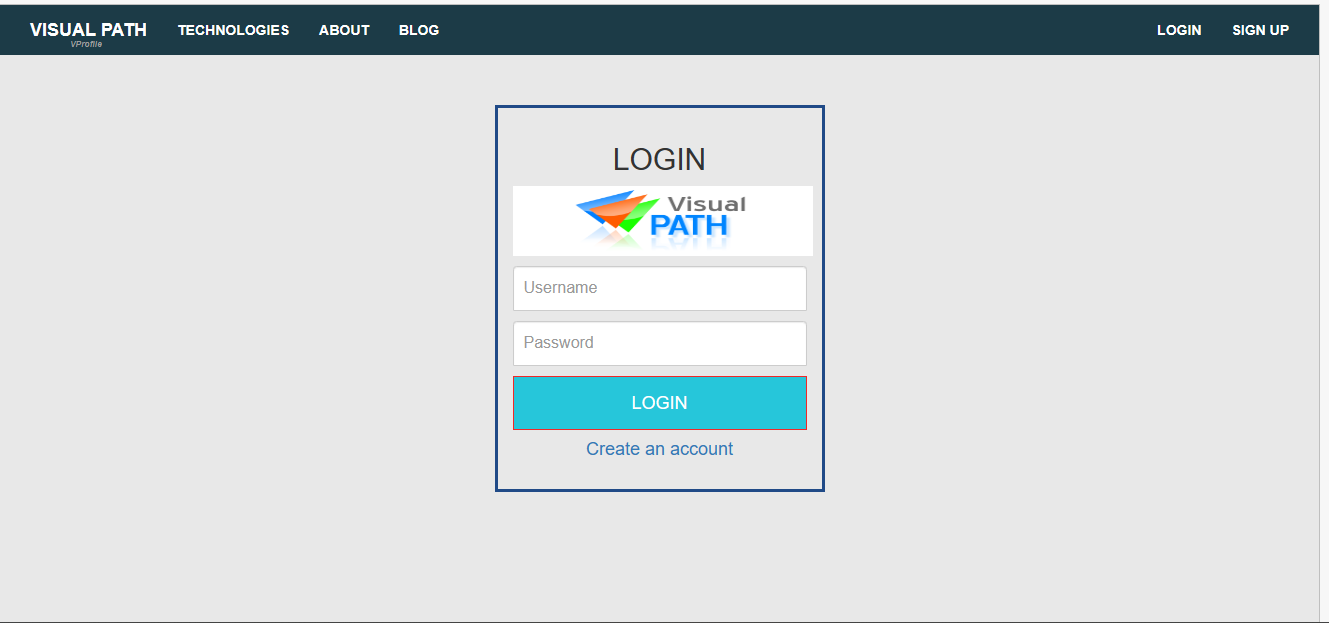 VISUAL PATH TECHNOLOGIES ABOUT BLOG LOGIN SIGN UP
VProfile
LOGIN
Visual
PATH
Username
Password
LOGIN
Create an account